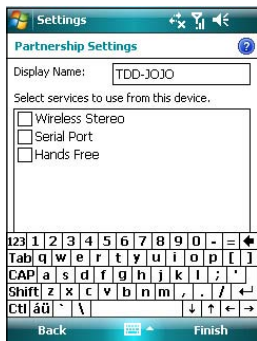 Settings
Partnership Settings ?
Display Name: TDD-JOJO
Select services to use from this device.
Wireless Stereo
Serial Port
Hands Free
123 1 2 3 4 5 6 7 8 9 0 - =
Tab q w e r t y u i o p [ ]
CAP a s d f g h j k l ; '
Shift z x c v b n m , . /
Ctl áü ` \
Back Finish